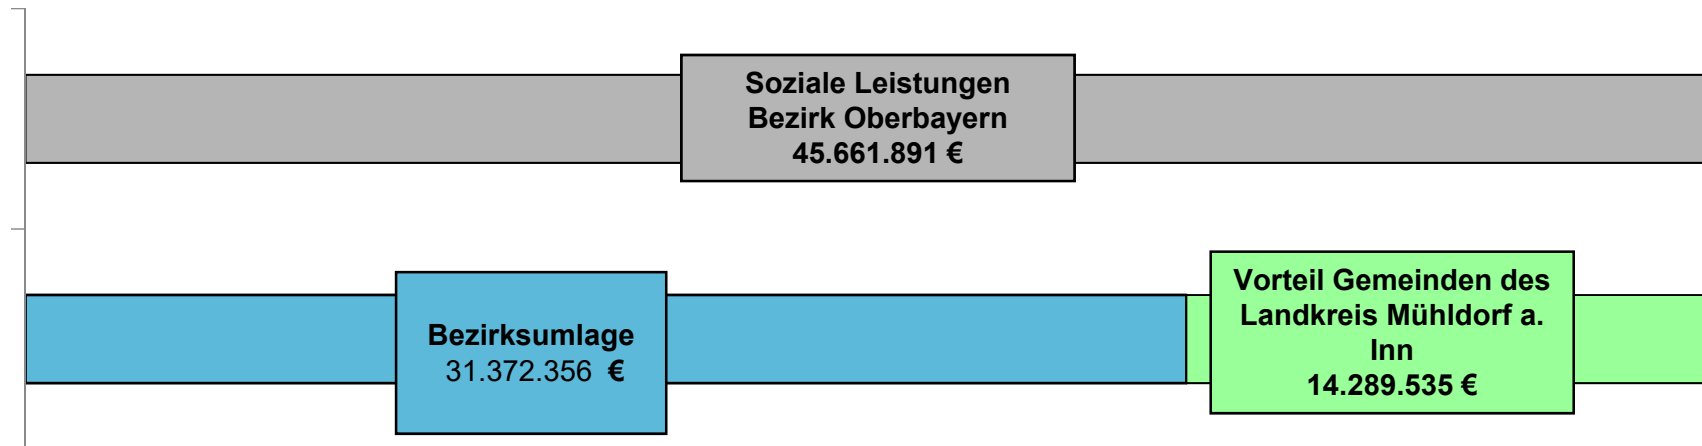 Soziale Leistungen
Bezirk Oberbayern
45.661.891 €
Bezirksumlage
31.372.356 €
Vorteil Gemeinden des
Landkreis Mühldorf a.
Inn
14.289.535 €